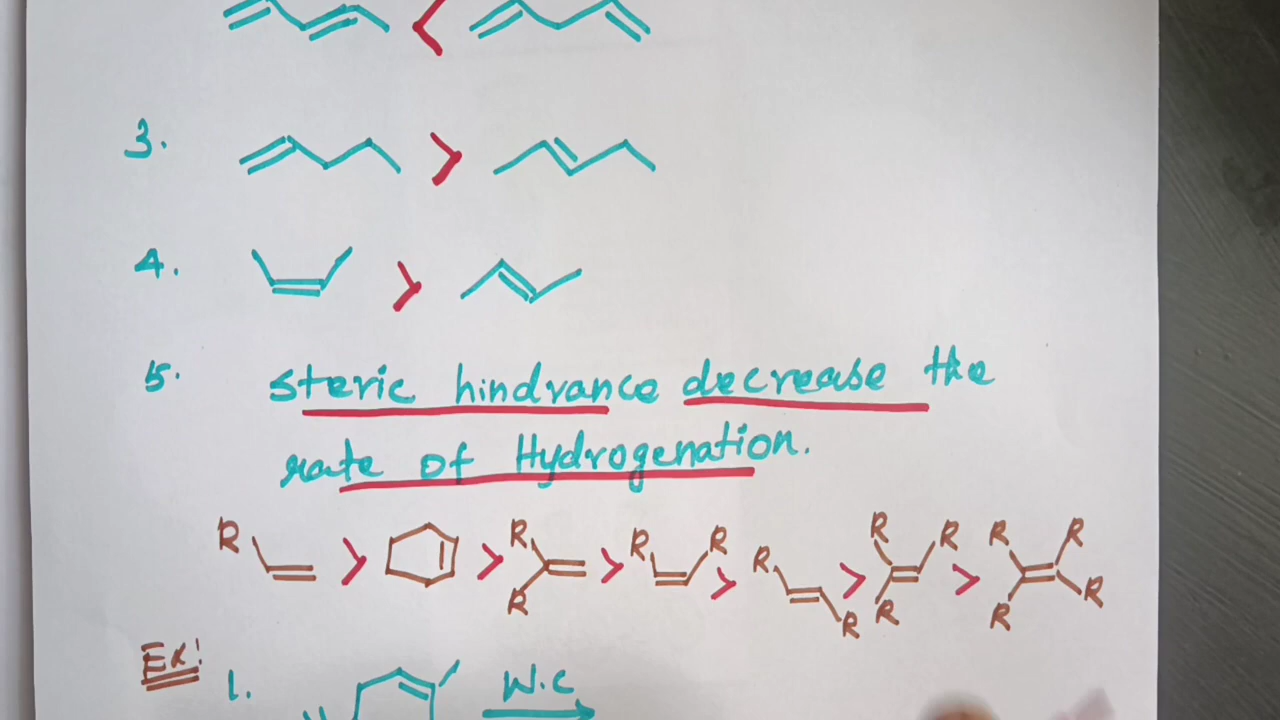 <
3. >
4. >
5. Steric hindrance decrease the
rate of Hydrogenation.
R > > R R > R R > R R > R R R > R R R R
Ex!
1. W.C